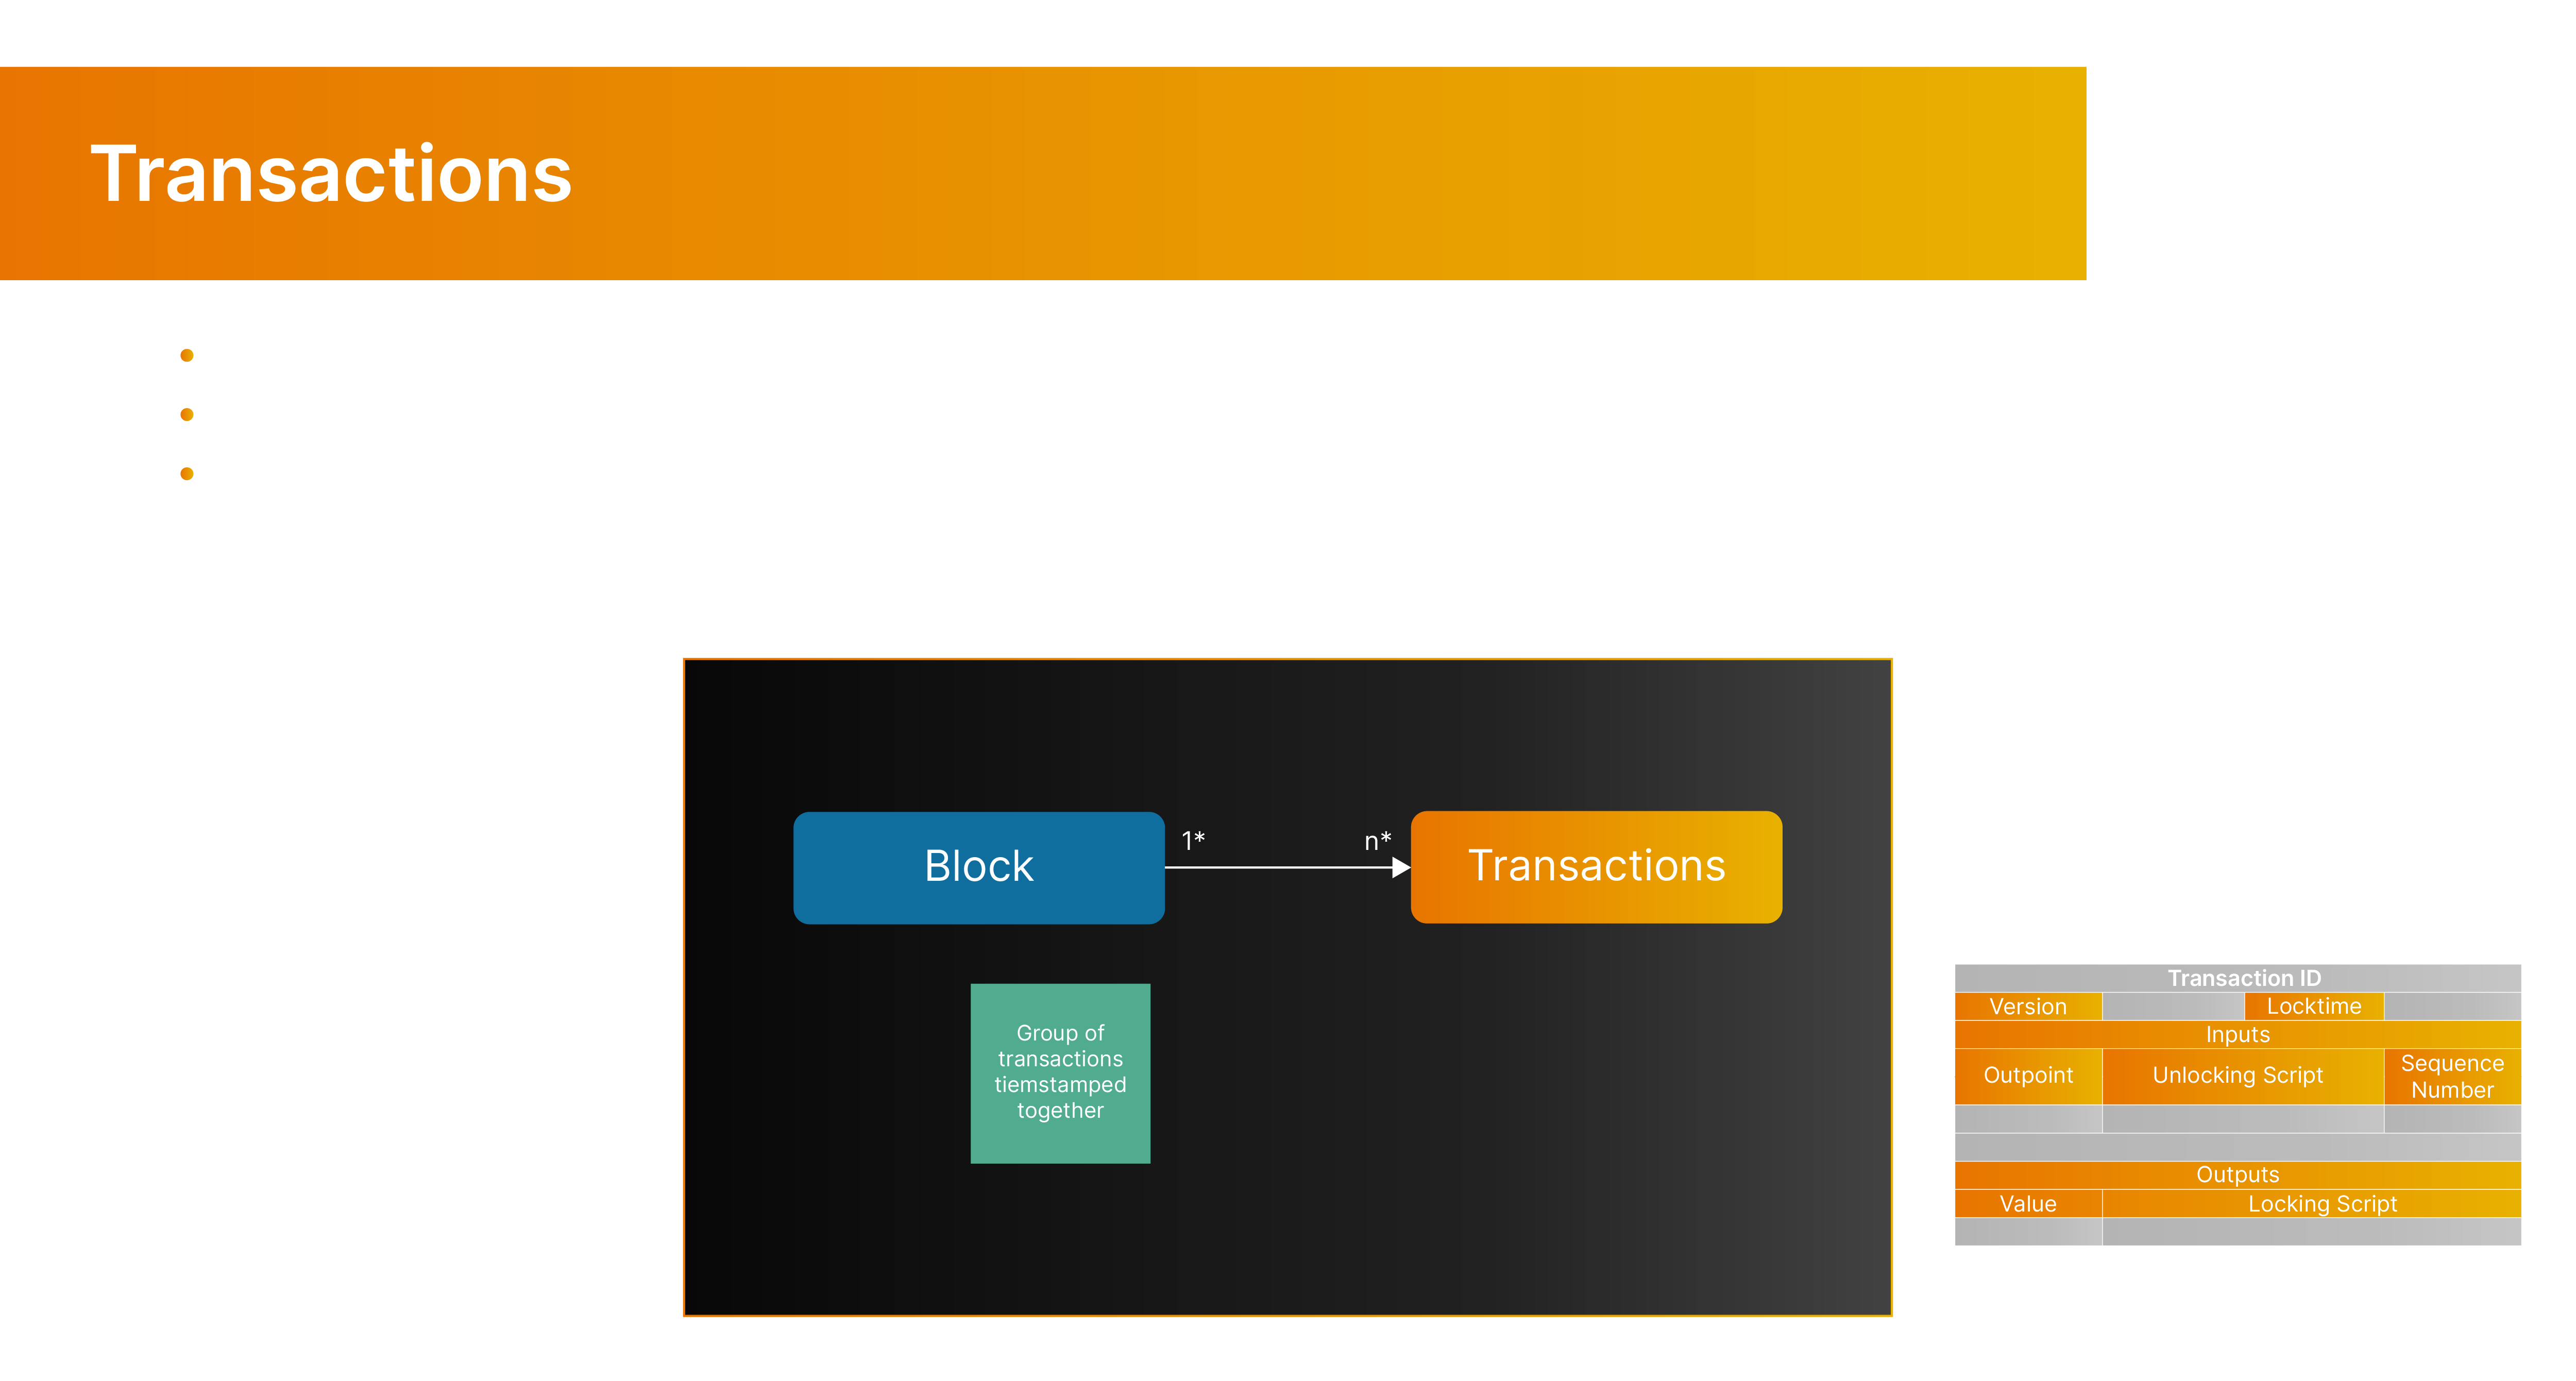 Transactions
Block
1*
n*
Transactions
Group of
transactions
tiemstamped
together
Transaction ID
Version
Locktime
Inputs
Outpoint
Unlocking Script
Sequence
Number
Outputs
Value
Locking Script